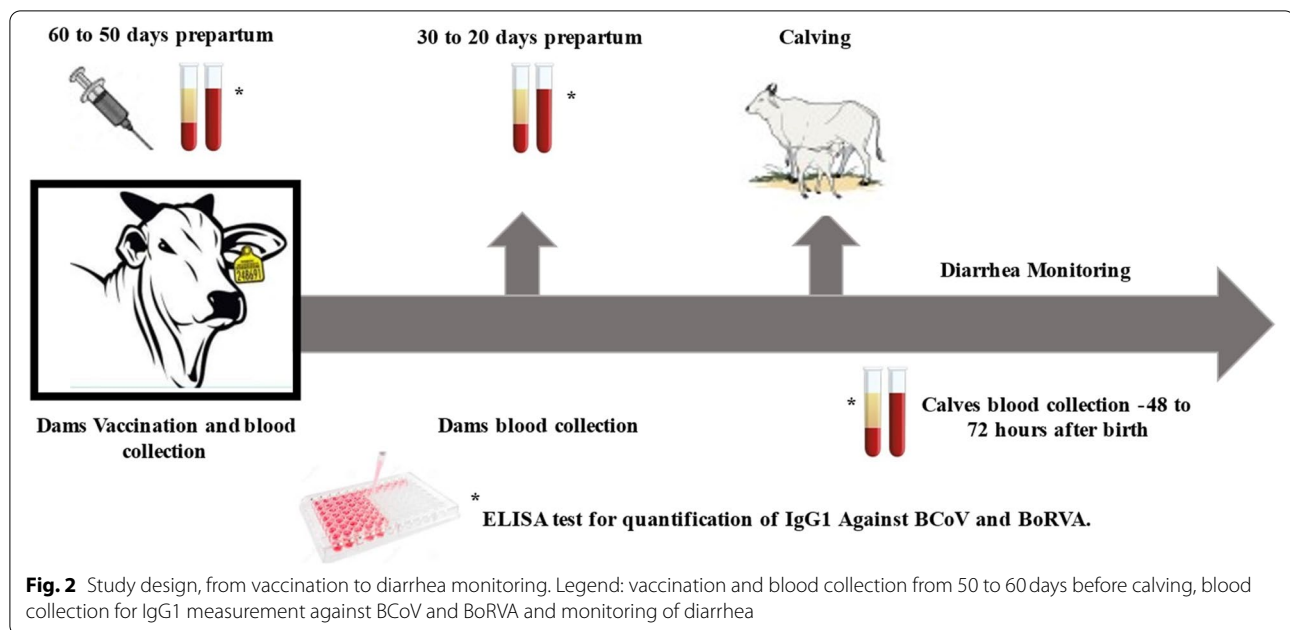 60 to 50 days prepartum
30 to 20 days prepartum
Calving
*
*
248691
Diarrhea Monitoring
Dams Vaccination and blood
collection
Dams blood collection
*
Calves blood collection -48 to
72 hours after birth
*
ELISA test for quantification of IgG1 Against BCoV and BoRVA.
Fig. 2 Study design, from vaccination to diarrhea monitoring. Legend: vaccination and blood collection from 50 to 60 days before calving, blood
collection for IgG1 measurement against BCoV and BoRVA and monitoring of diarrhea